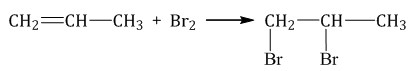 CH₂=CH—CH₃ + Br₂ ⟶ CH₂—CH—CH₃
Br Br